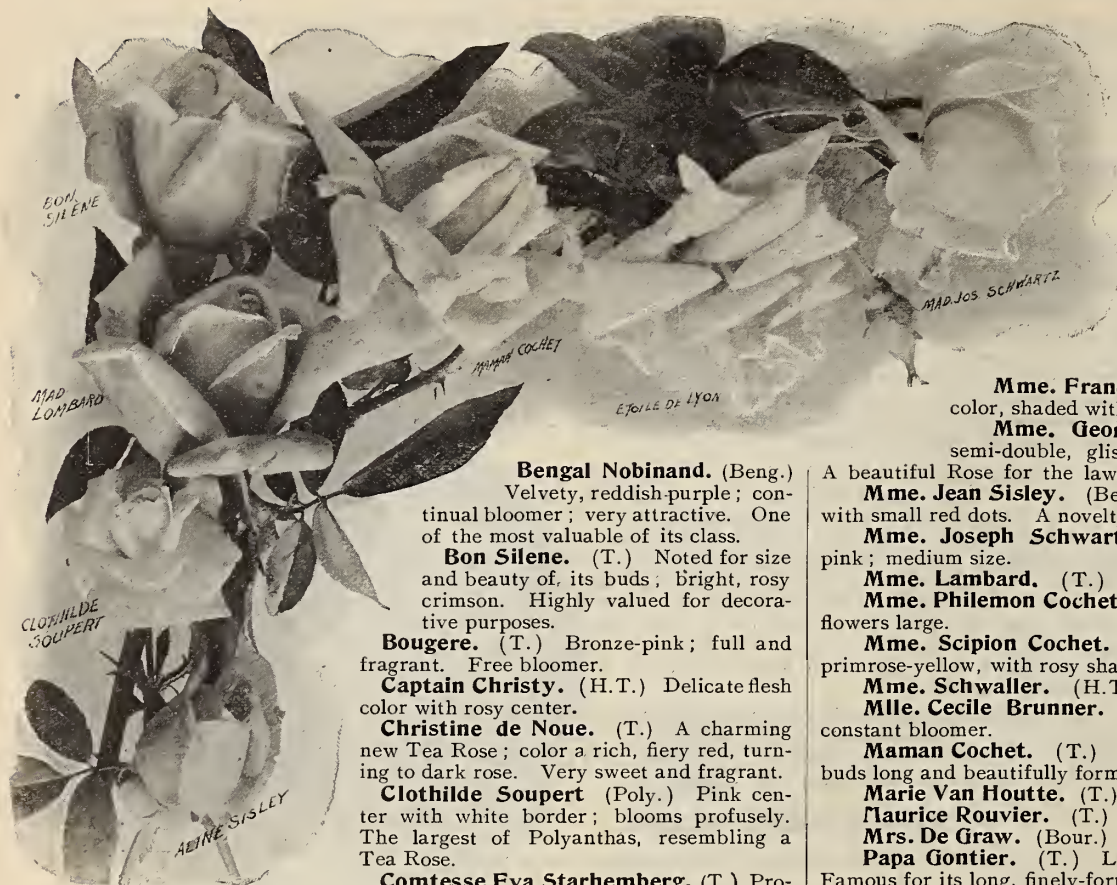 BON
SILENE
MAD
LOMBARD
CLOTHILDE
SOUPERT
ALINE SISLEY
MAMAN COCHET
ETOILE DE LYON
MAD. JOS. SCHWARTZ
Bengal Nobinand. (Beng.)
Velvety, reddish-purple; con-
tinual bloomer; very attractive. One
of the most valuable of its class.
Bon Silene. (T.) Noted for size
and beauty of, its buds; bright, rosy
crimson. Highly valued for decora-
tive purposes.
Bougere. (T.) Bronze-pink; full and
fragrant. Free bloomer.
Captain Christy. (H.T.) Delicate flesh
color with rosy center.
Christine de Noue. (T.) A charming
new Tea Rose; color a rich, fiery red, turn-
ing to dark rose. Very sweet and fragrant.
Clothilde Soupert (Poly.) Pink cen-
ter with white border; blooms profusely.
The largest of Polyanthas, resembling a
Tea Rose.
Comtesse Eva Starhemberg. (T.) Pro-
Mme. Fran
color, shaded wit
Mme. Geor
semi-double, glis
A beautiful Rose for the law
Mme. Jean Sisley. (Be
with small red dots. A novelt
Mme. Joseph Schwart
pink; medium size.
Mme. Lambard. (T.)
Mme. Philemon Cochet
flowers large.
Mme. Scipion Cochet.
primrose-yellow, with rosy sha
Mme. Schwaller. (H.T
Mlle. Cecile Brunner.
constant bloomer.
Maman Cochet. (T.)
buds long and beautifully form
Marie Van Houtte. (T.)
Maurice Rouvier. (T.)
Mrs. De Graw. (Bour.)
Papa Gontier. (T.) L
Famous for its long, finely-for